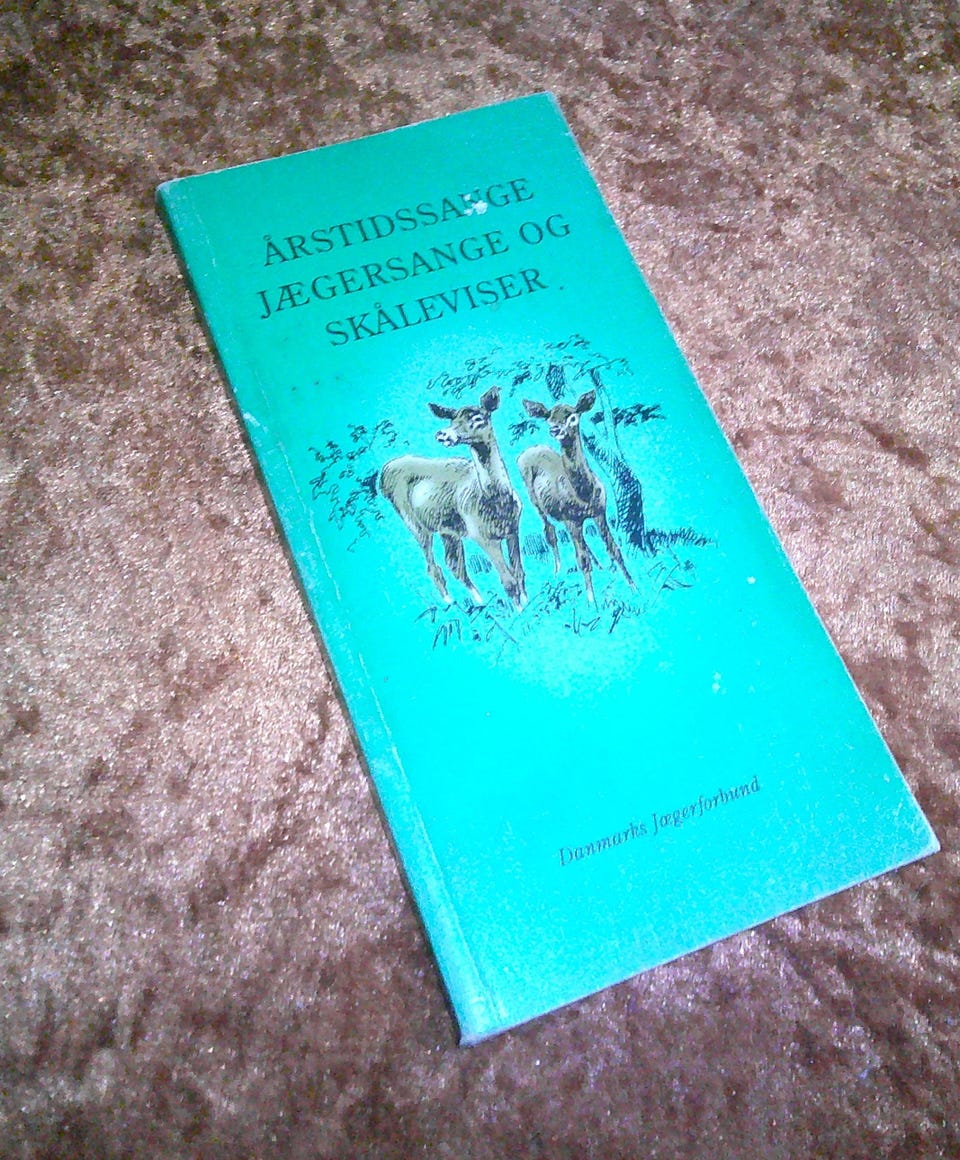 ÅRSTIDSSANGE
JÆGERSANGE OG
SKÅLEVISER
Danmarks Jægerforbund